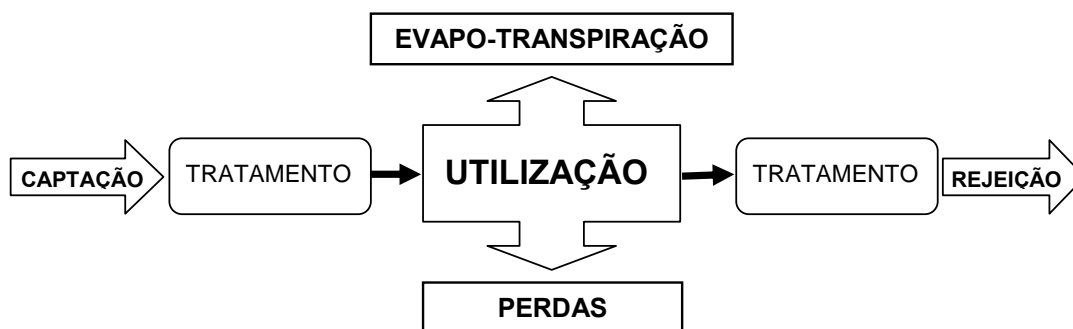 EVAPO-TRANSPIRAÇÃO
CAPTAÇÃO
TRATAMENTO
UTILIZAÇÃO
TRATAMENTO
REJEIÇÃO
PERDAS